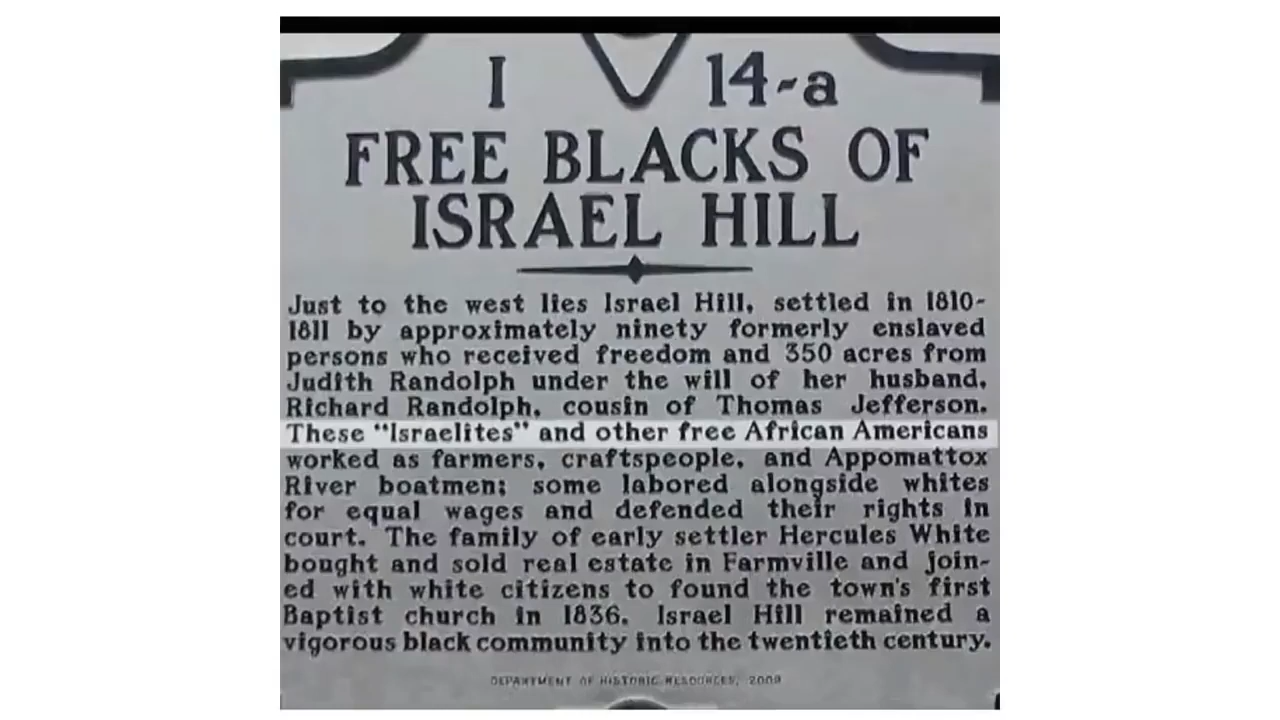 I 14-a
FREE BLACKS OF
ISRAEL HILL
Just to the west lies Israel Hill, settled in 1810-
1811 by approximately ninety formerly enslaved
persons who received freedom and 350 acres from
Judith Randolph under the will of her husband,
Richard Randolph, cousin of Thomas Jefferson.
These "Israelites" and other free African Americans
worked as farmers, craftspeople, and Appomattox
River boatmen; some labored alongside whites
for equal wages and defended their rights in
court. The family of early settler Hercules White
bought and sold real estate in Farmville and join-
ed with white citizens to found the town's first
Baptist church in 1836. Israel Hill remained a
vigorous black community into the twentieth century.
DEPARTMENT OF HISTORIC RESOURCES, 2009